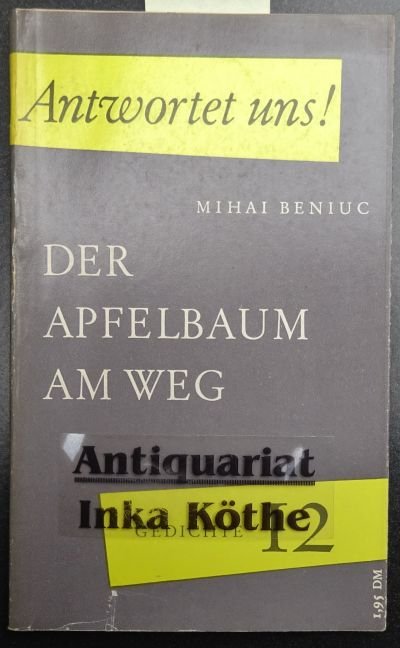 Antwortet uns!
MIHAI BENIUC
DER
APFELBAUM
AM WEG
Antiquariat
Inka Köthe
GEDICHTE 12
1,95 DM